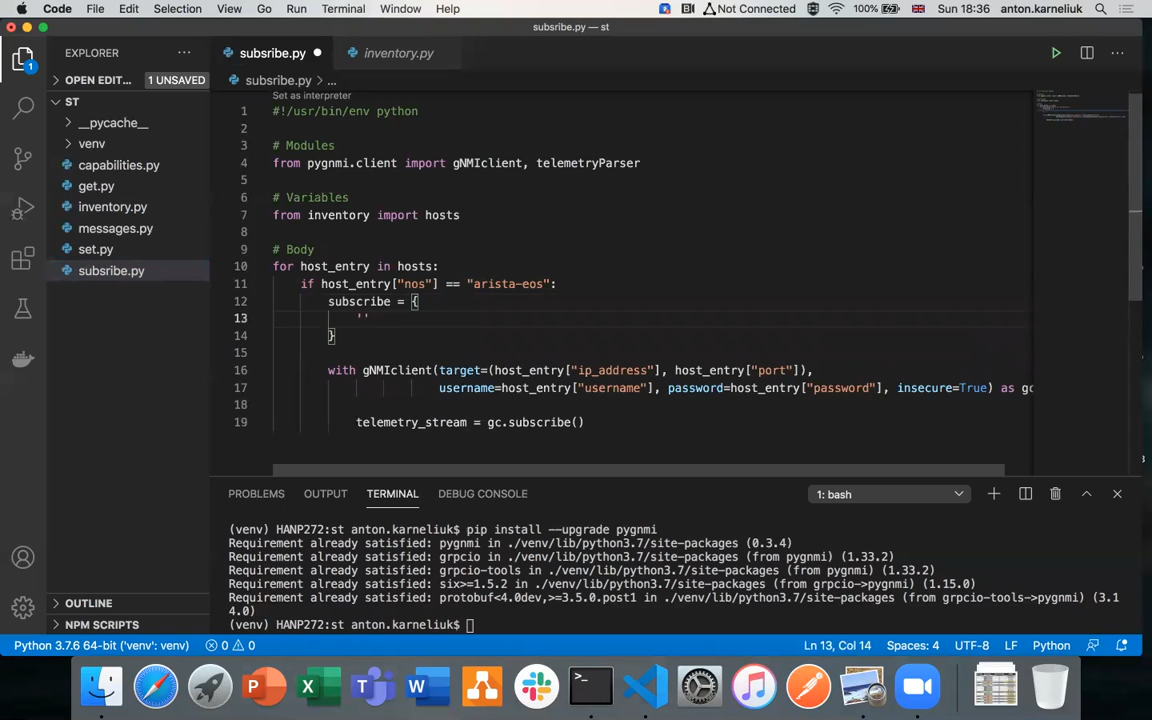 Code File Edit Selection View Go Run Terminal Window Help Not Connected 100% Sun 18:36 anton.karneliuk
subsribe.py — st
EXPLORER ···
OPEN EDIT... 1 UNSAVED
ST
__pycache__
venv
capabilities.py
get.py
inventory.py
messages.py
set.py
subsribe.py
OUTLINE
NPM SCRIPTS
subsribe.py ● inventory.py
subsribe.py > ...
Set as interpreter
1 #!/usr/bin/env python
2
3 # Modules
4 from pygnmi.client import gNMIclient, telemetryParser
5
6 # Variables
7 from inventory import hosts
8
9 # Body
10 for host_entry in hosts:
11 if host_entry["nos"] == "arista-eos":
12 subscribe = {
13 ''
14 }
15
16 with gNMIclient(target=(host_entry["ip_address"], host_entry["port"]),
17 username=host_entry["username"], password=host_entry["password"], insecure=True) as gc
18
19 telemetry_stream = gc.subscribe()
PROBLEMS OUTPUT TERMINAL DEBUG CONSOLE 1: bash
(venv) HANP272:st anton.karneliuk$ pip install --upgrade pygnmi
Requirement already satisfied: pygnmi in ./venv/lib/python3.7/site-packages (0.3.4)
Requirement already satisfied: grpcio in ./venv/lib/python3.7/site-packages (from pygnmi) (1.33.2)
Requirement already satisfied: grpcio-tools in ./venv/lib/python3.7/site-packages (from pygnmi) (1.33.2)
Requirement already satisfied: six>=1.5.2 in ./venv/lib/python3.7/site-packages (from grpcio->pygnmi) (1.15.0)
Requirement already satisfied: protobuf<4.0dev,>=3.5.0.post1 in ./venv/lib/python3.7/site-packages (from grpcio-tools->pygnmi) (3.1
4.0)
(venv) HANP272:st anton.karneliuk$
Python 3.7.6 64-bit ('venv': venv) 0 0 Ln 13, Col 14 Spaces: 4 UTF-8 LF Python